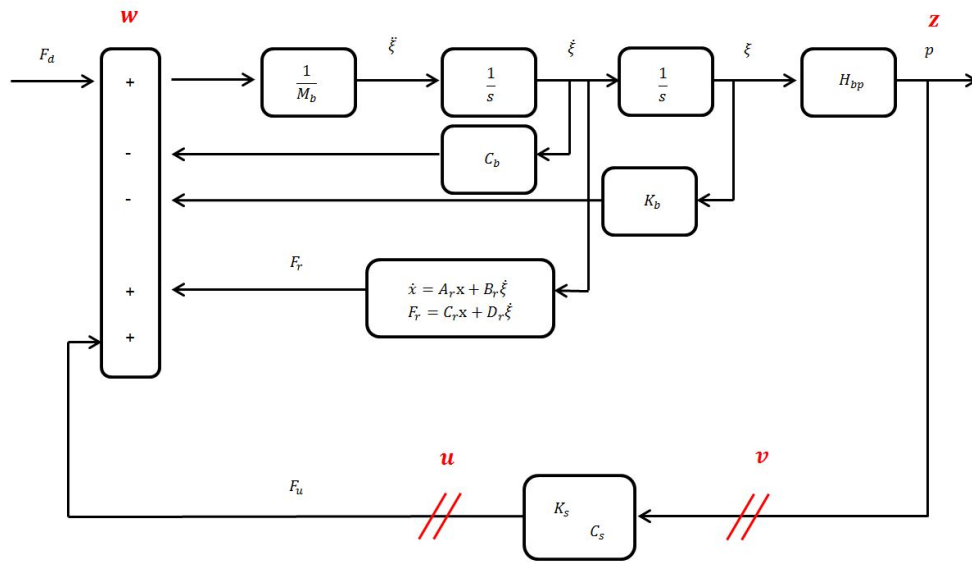 w
z
F_d
ξ̈
ξ̇
ξ
p
+
1/M_b
1/s
1/s
H_bp
-
C_b
-
K_b
F_r
+
ẋ = A_r x + B_r ξ̇
F_r = C_r x + D_r ξ̇
+
u
v
F_u
K_s
C_s